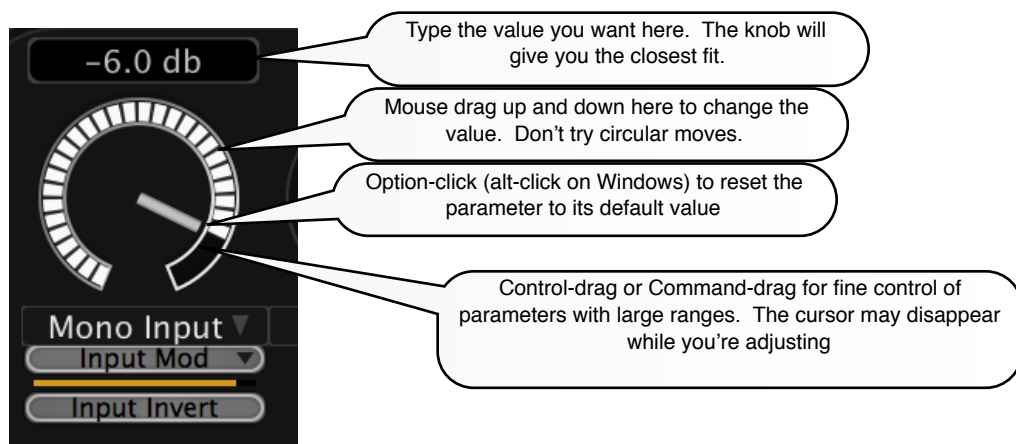 −6.0 db
Type the value you want here.  The knob will
give you the closest fit.
Mouse drag up and down here to change the
value.  Don't try circular moves.
Option-click (alt-click on Windows) to reset the
parameter to its default value
Control-drag or Command-drag for fine control of
parameters with large ranges.  The cursor may disappear
while you're adjusting
Mono Input
Input Mod
Input Invert